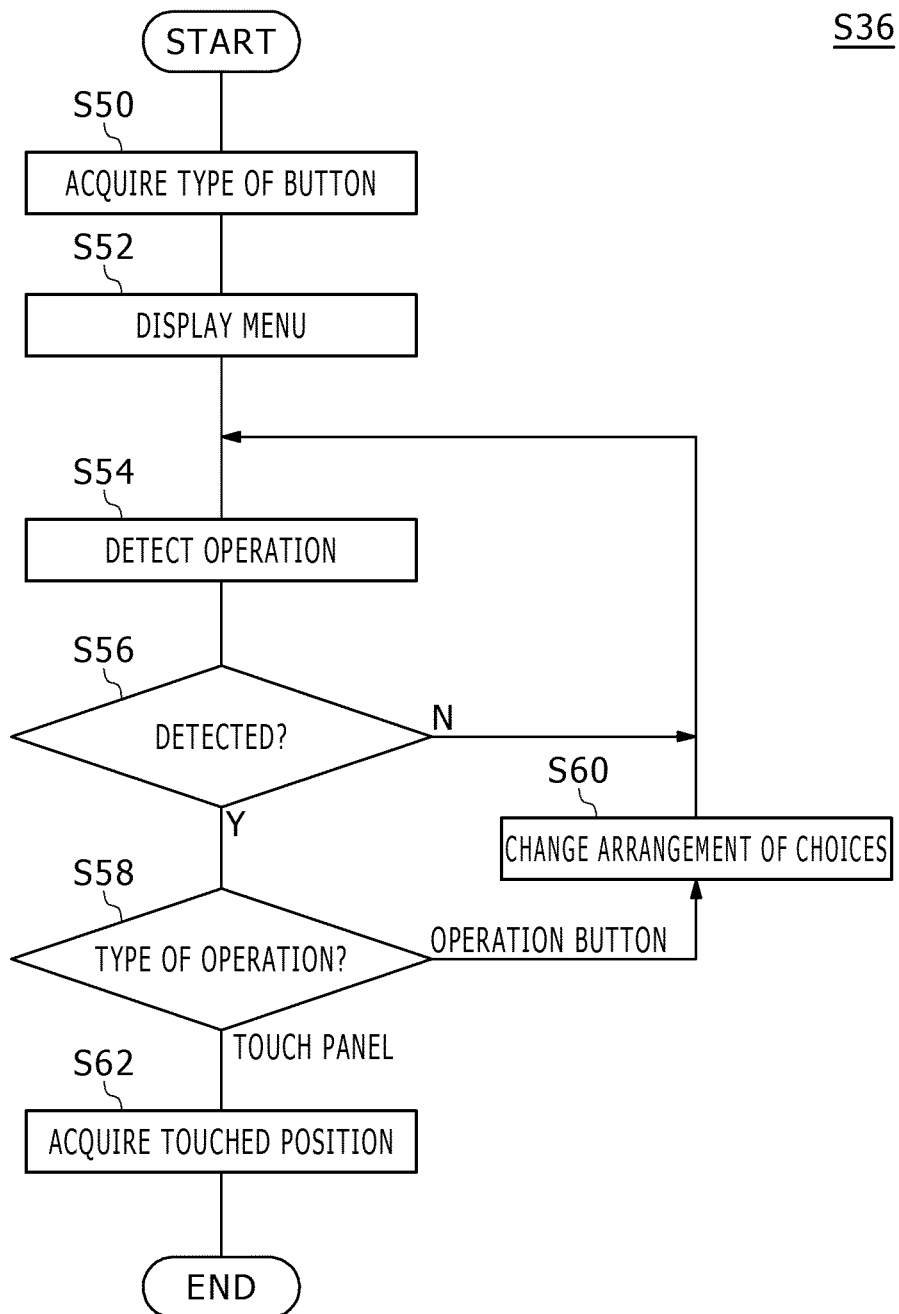 S36
START
S50
ACQUIRE TYPE OF BUTTON
S52
DISPLAY MENU
S54
DETECT OPERATION
S56
DETECTED?
N
Y
S60
CHANGE ARRANGEMENT OF CHOICES
S58
TYPE OF OPERATION?
OPERATION BUTTON
TOUCH PANEL
S62
ACQUIRE TOUCHED POSITION
END